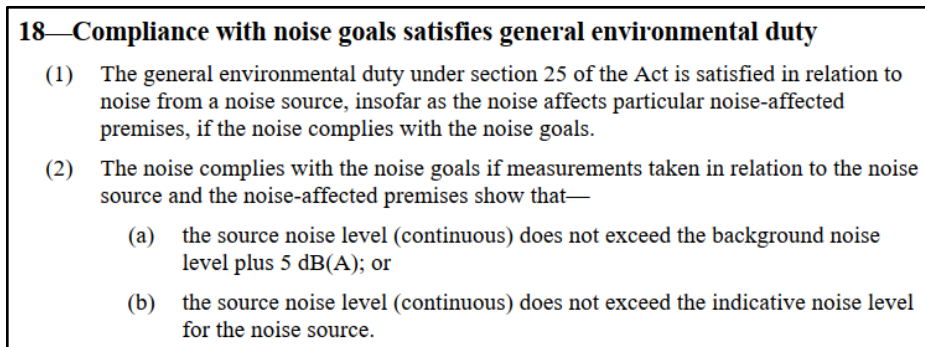 18—Compliance with noise goals satisfies general environmental duty
(1) The general environmental duty under section 25 of the Act is satisfied in relation to
noise from a noise source, insofar as the noise affects particular noise-affected
premises, if the noise complies with the noise goals.
(2) The noise complies with the noise goals if measurements taken in relation to the noise
source and the noise-affected premises show that—
(a) the source noise level (continuous) does not exceed the background noise
level plus 5 dB(A); or
(b) the source noise level (continuous) does not exceed the indicative noise level
for the noise source.